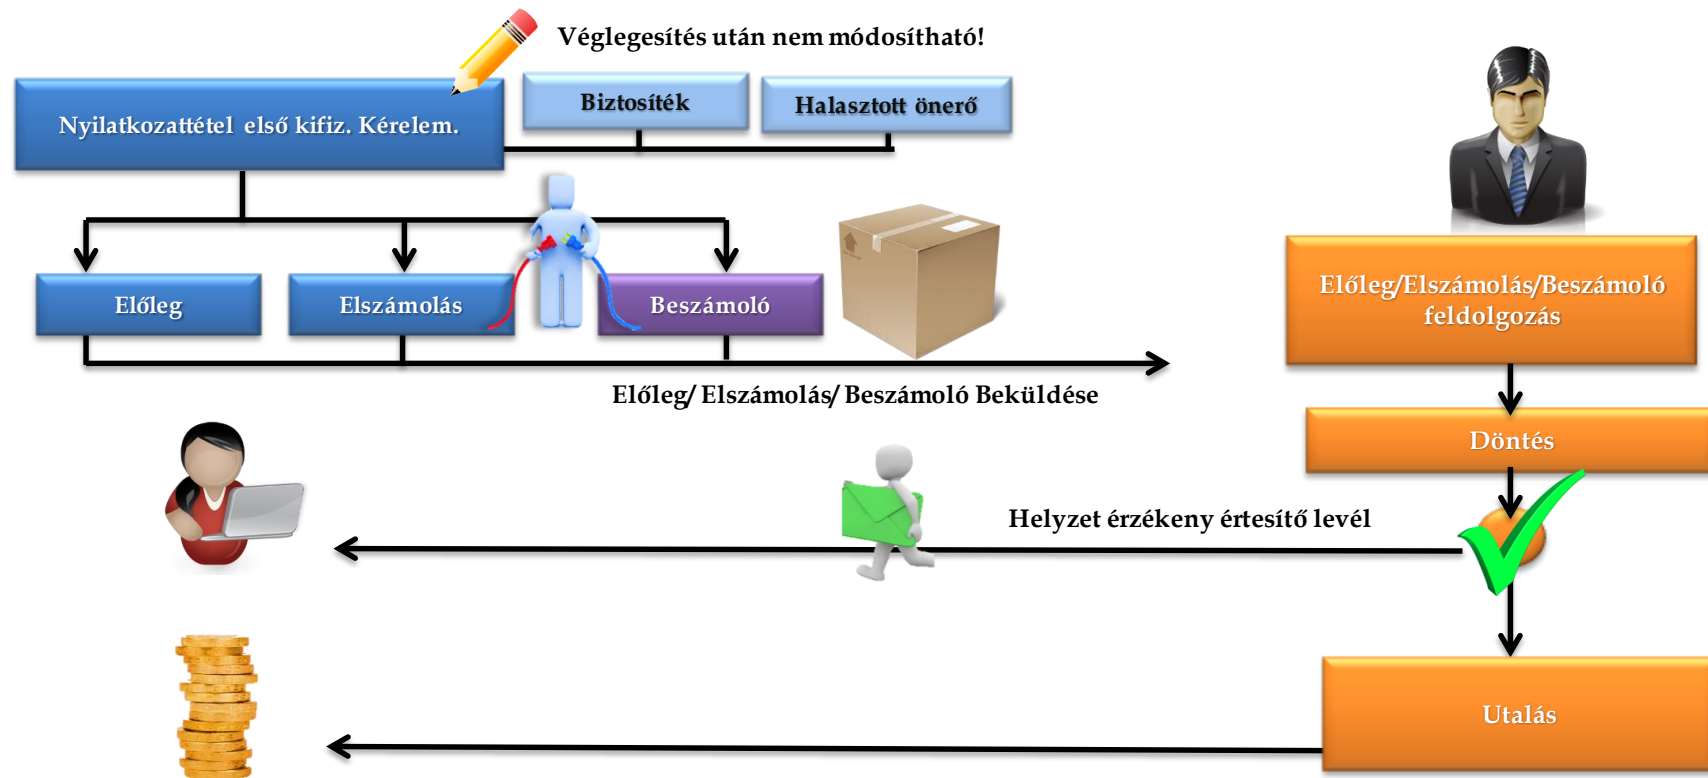 Véglegesítés után nem módosítható!
Nyilatkozattétel első kifiz. Kérelem.
Biztosíték
Halasztott önerő
Előleg
Elszámolás
Beszámoló
Előleg/Elszámolás/Beszámoló
feldolgozás
Előleg/ Elszámolás/ Beszámoló Beküldése
Döntés
Helyzet érzékeny értesítő levél
Utalás